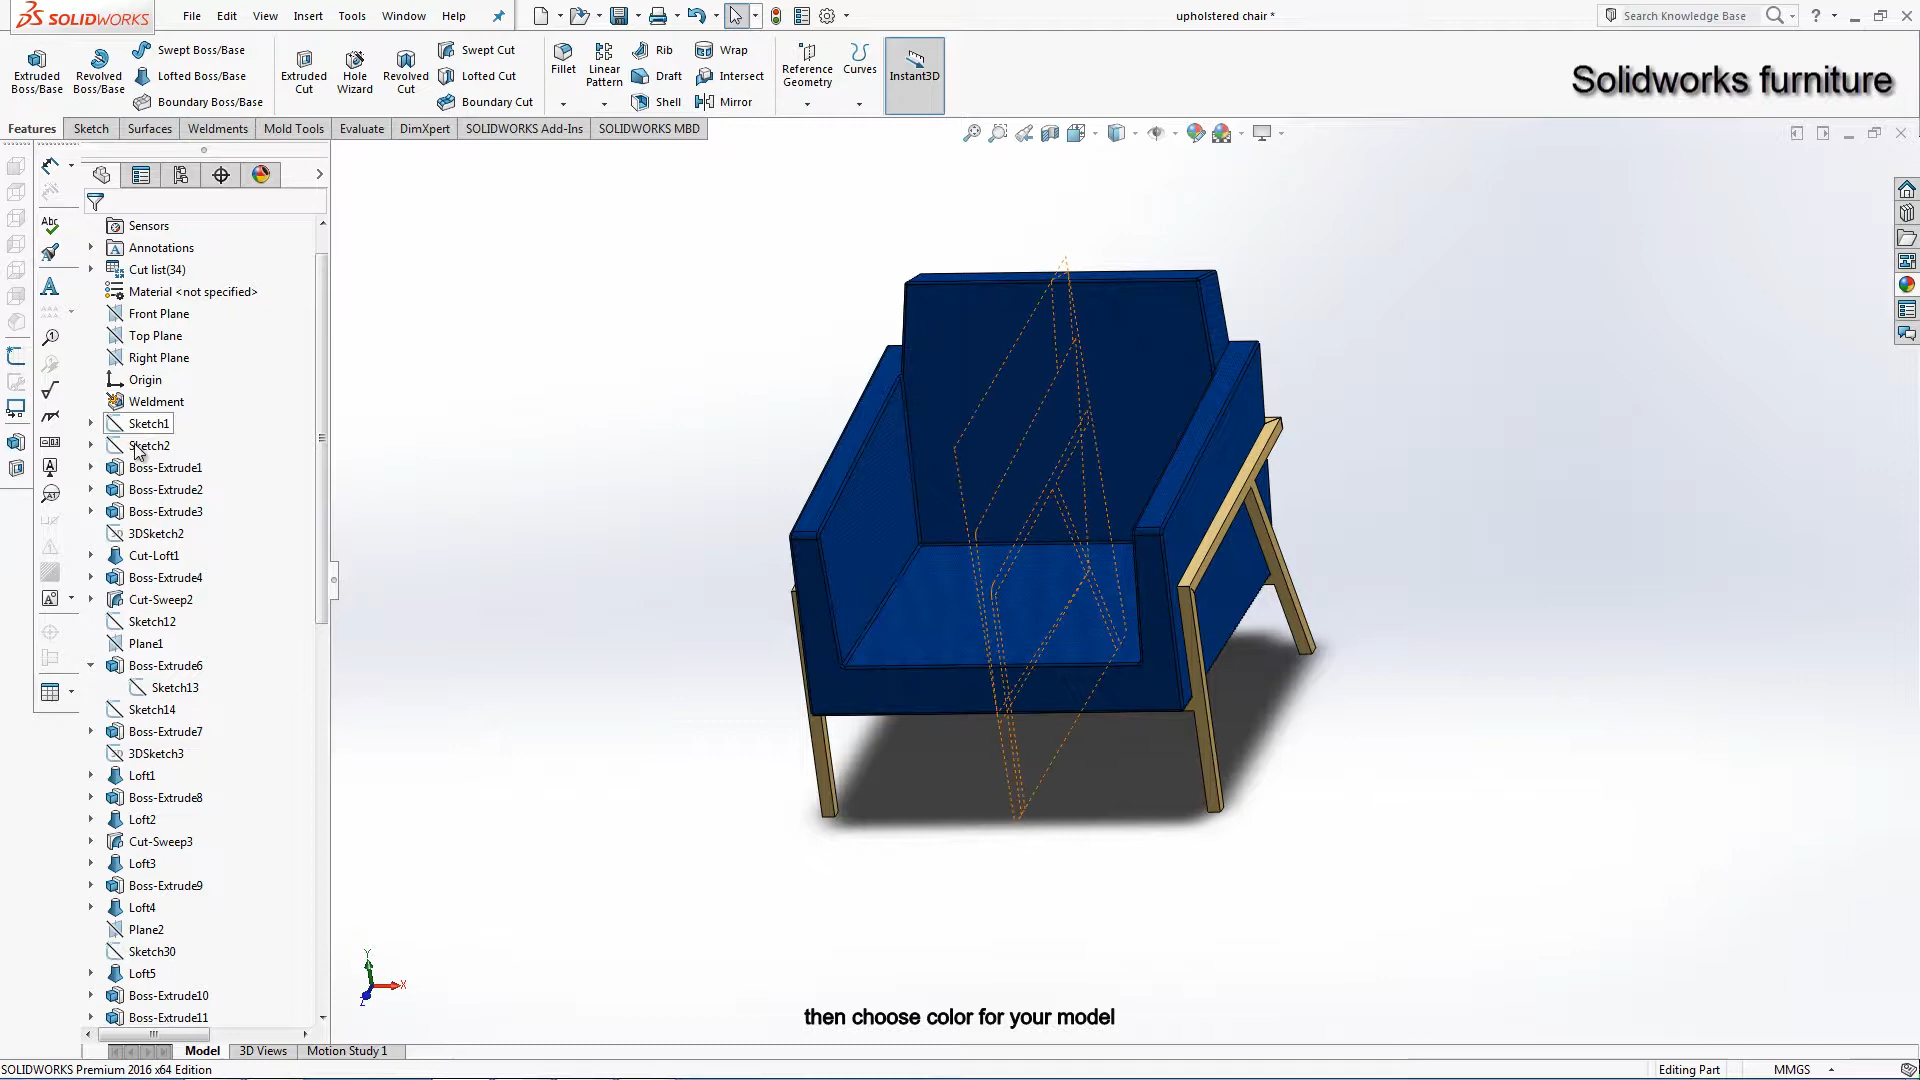 SOLIDWORKS
File Edit View Insert Tools Window Help
upholstered chair *
Search Knowledge Base
Extruded Boss/Base
Revolved Boss/Base
Swept Boss/Base
Lofted Boss/Base
Boundary Boss/Base
Extruded Cut
Hole Wizard
Revolved Cut
Swept Cut
Lofted Cut
Boundary Cut
Fillet
Linear Pattern
Rib
Draft
Shell
Wrap
Intersect
Mirror
Reference Geometry
Curves
Instant3D
Solidworks furniture
Features Sketch Surfaces Weldments Mold Tools Evaluate DimXpert SOLIDWORKS Add-Ins SOLIDWORKS MBD
Sensors
Annotations
Cut list(34)
Material <not specified>
Front Plane
Top Plane
Right Plane
Origin
Weldment
Sketch1
Sketch2
Boss-Extrude1
Boss-Extrude2
Boss-Extrude3
3DSketch2
Cut-Loft1
Boss-Extrude4
Cut-Sweep2
Sketch12
Plane1
Boss-Extrude6
Sketch13
Sketch14
Boss-Extrude7
3DSketch3
Loft1
Boss-Extrude8
Loft2
Cut-Sweep3
Loft3
Boss-Extrude9
Loft4
Plane2
Sketch30
Loft5
Boss-Extrude10
Boss-Extrude11
Y
X
Z
then choose color for your model
Model 3D Views Motion Study 1
SOLIDWORKS Premium 2016 x64 Edition
Editing Part
MMGS